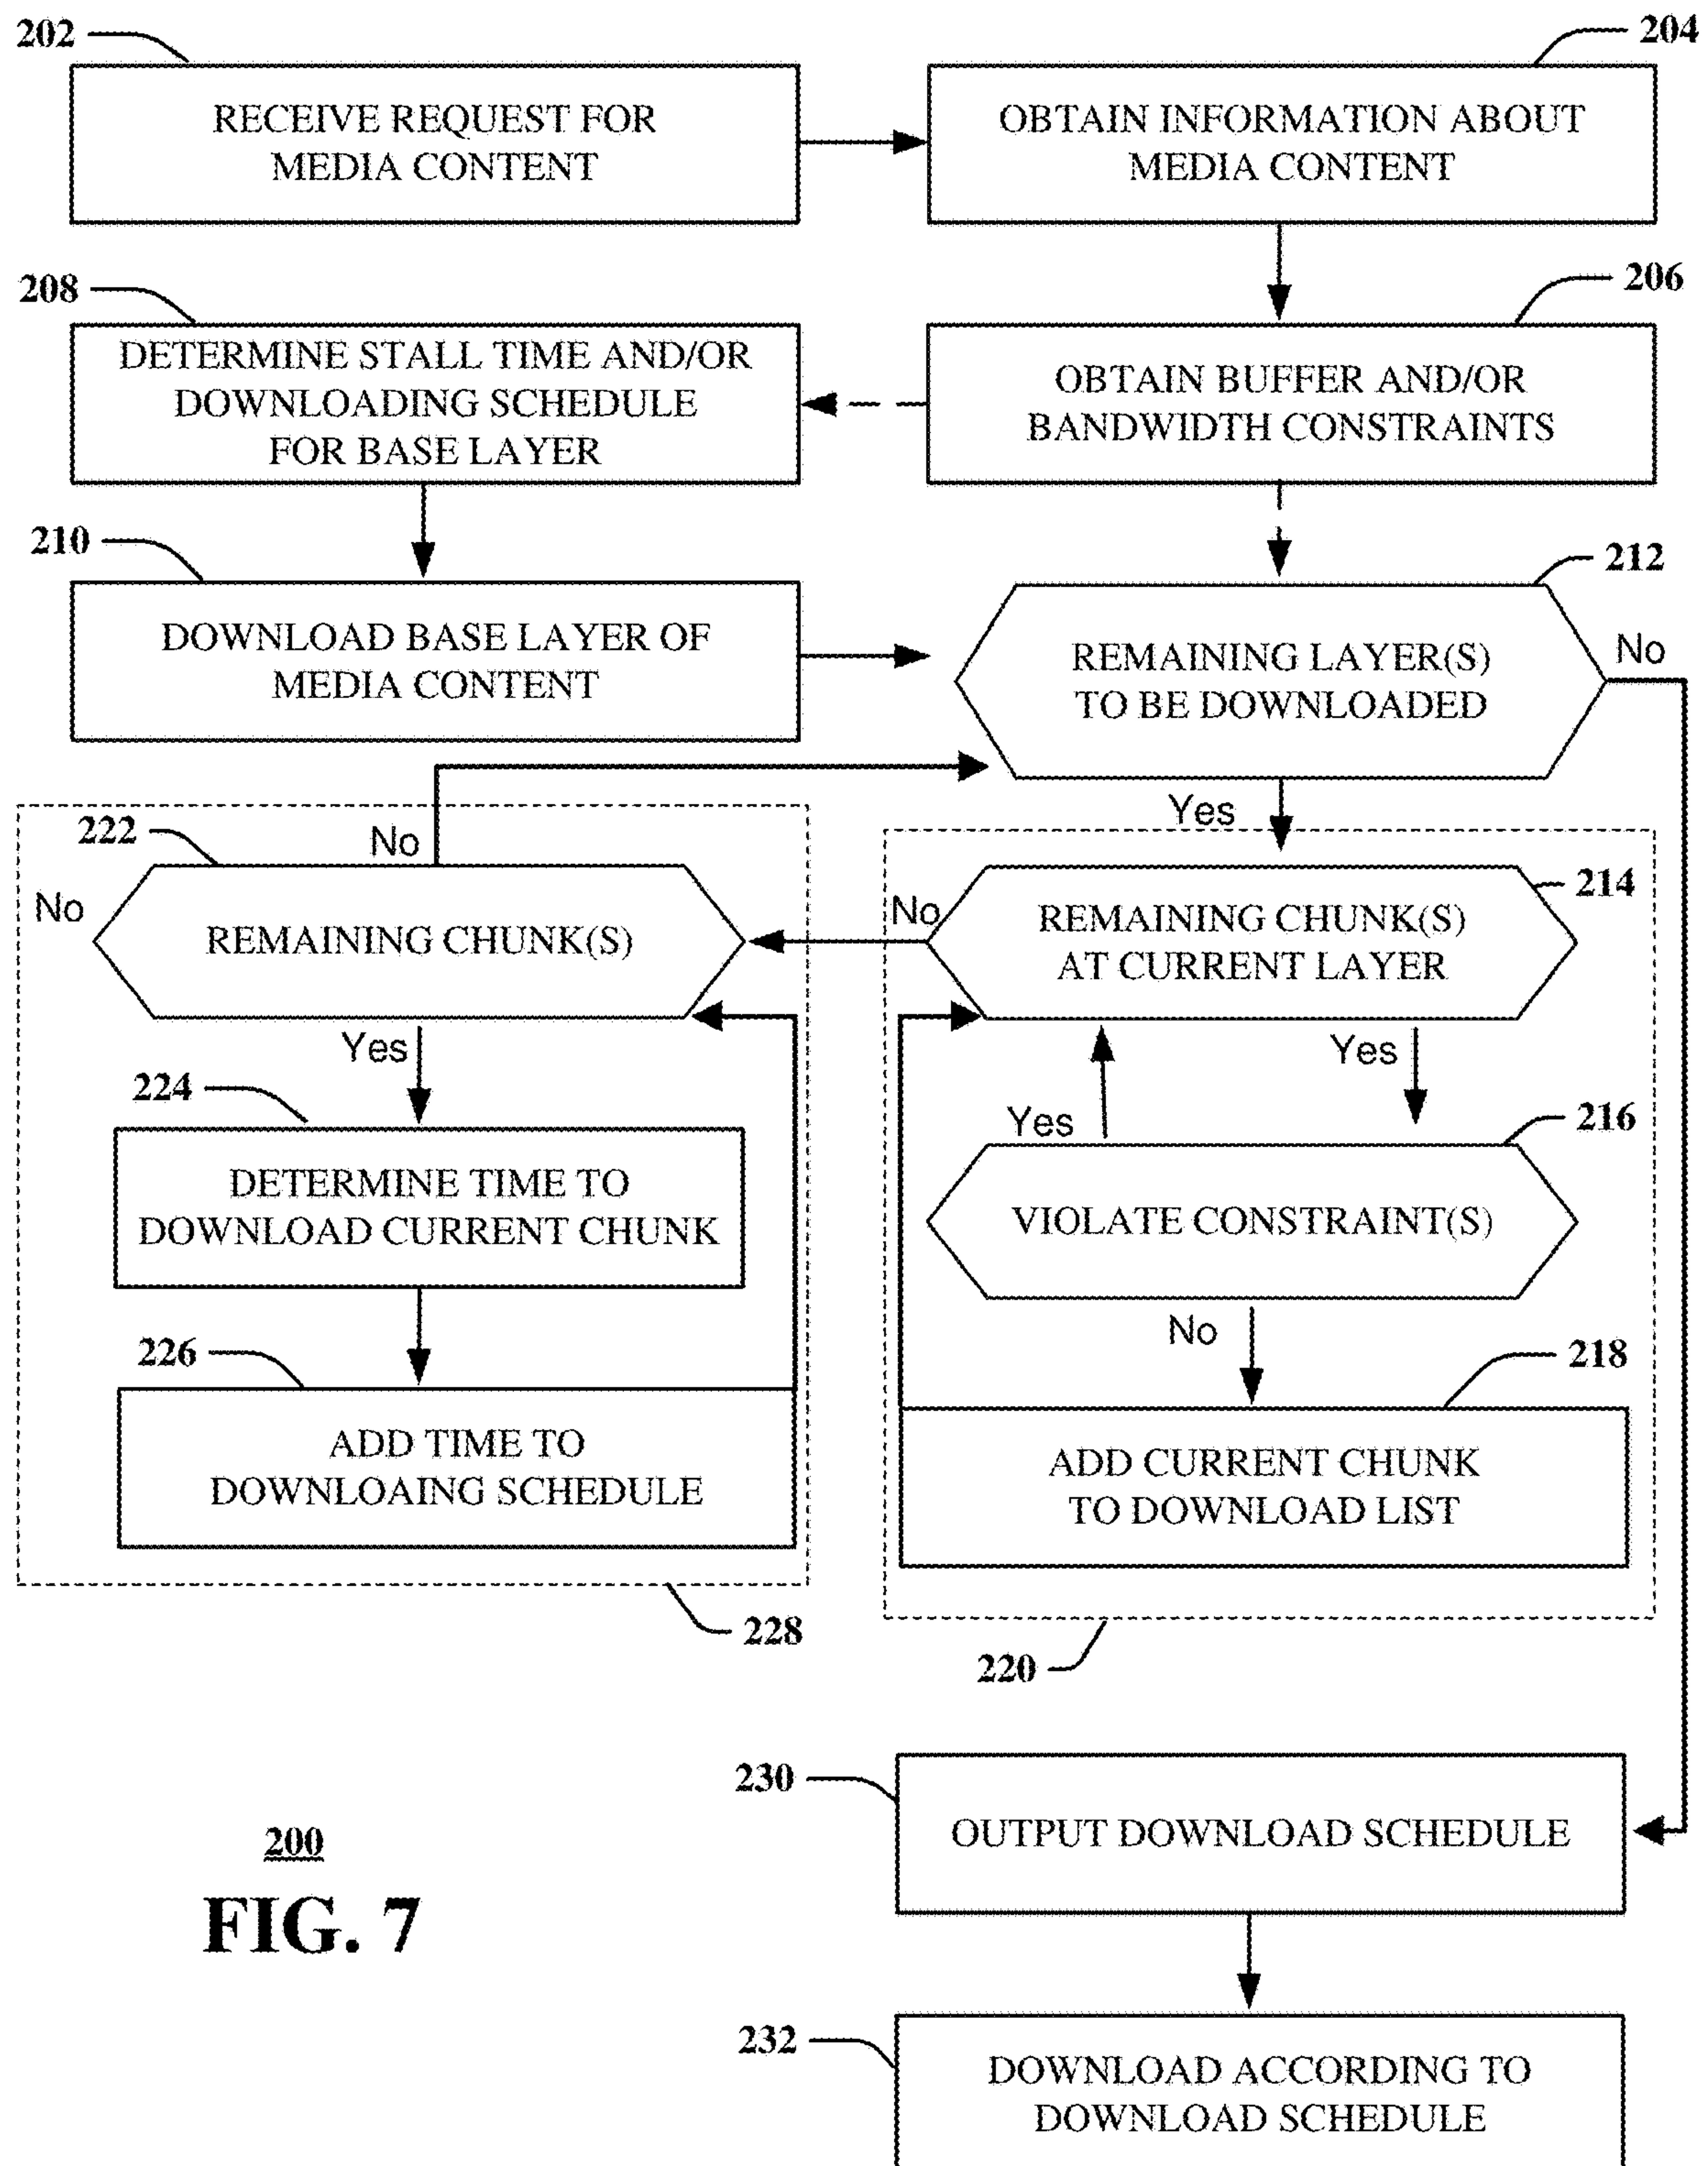 202
204
RECEIVE REQUEST FOR
MEDIA CONTENT
OBTAIN INFORMATION ABOUT
MEDIA CONTENT
208
206
DETERMINE STALL TIME AND/OR
DOWNLOADING SCHEDULE
FOR BASE LAYER
OBTAIN BUFFER AND/OR
BANDWIDTH CONSTRAINTS
210
212
DOWNLOAD BASE LAYER OF
MEDIA CONTENT
REMAINING LAYER(S)
TO BE DOWNLOADED
No
Yes
222
No
No
REMAINING CHUNK(S)
No
214
REMAINING CHUNK(S)
AT CURRENT LAYER
Yes
Yes
224
Yes
216
DETERMINE TIME TO
DOWNLOAD CURRENT CHUNK
VIOLATE CONSTRAINT(S)
No
226
218
ADD TIME TO
DOWNLOAING SCHEDULE
ADD CURRENT CHUNK
TO DOWNLOAD LIST
228
220
230
OUTPUT DOWNLOAD SCHEDULE
200
FIG. 7
232
DOWNLOAD ACCORDING TO
DOWNLOAD SCHEDULE